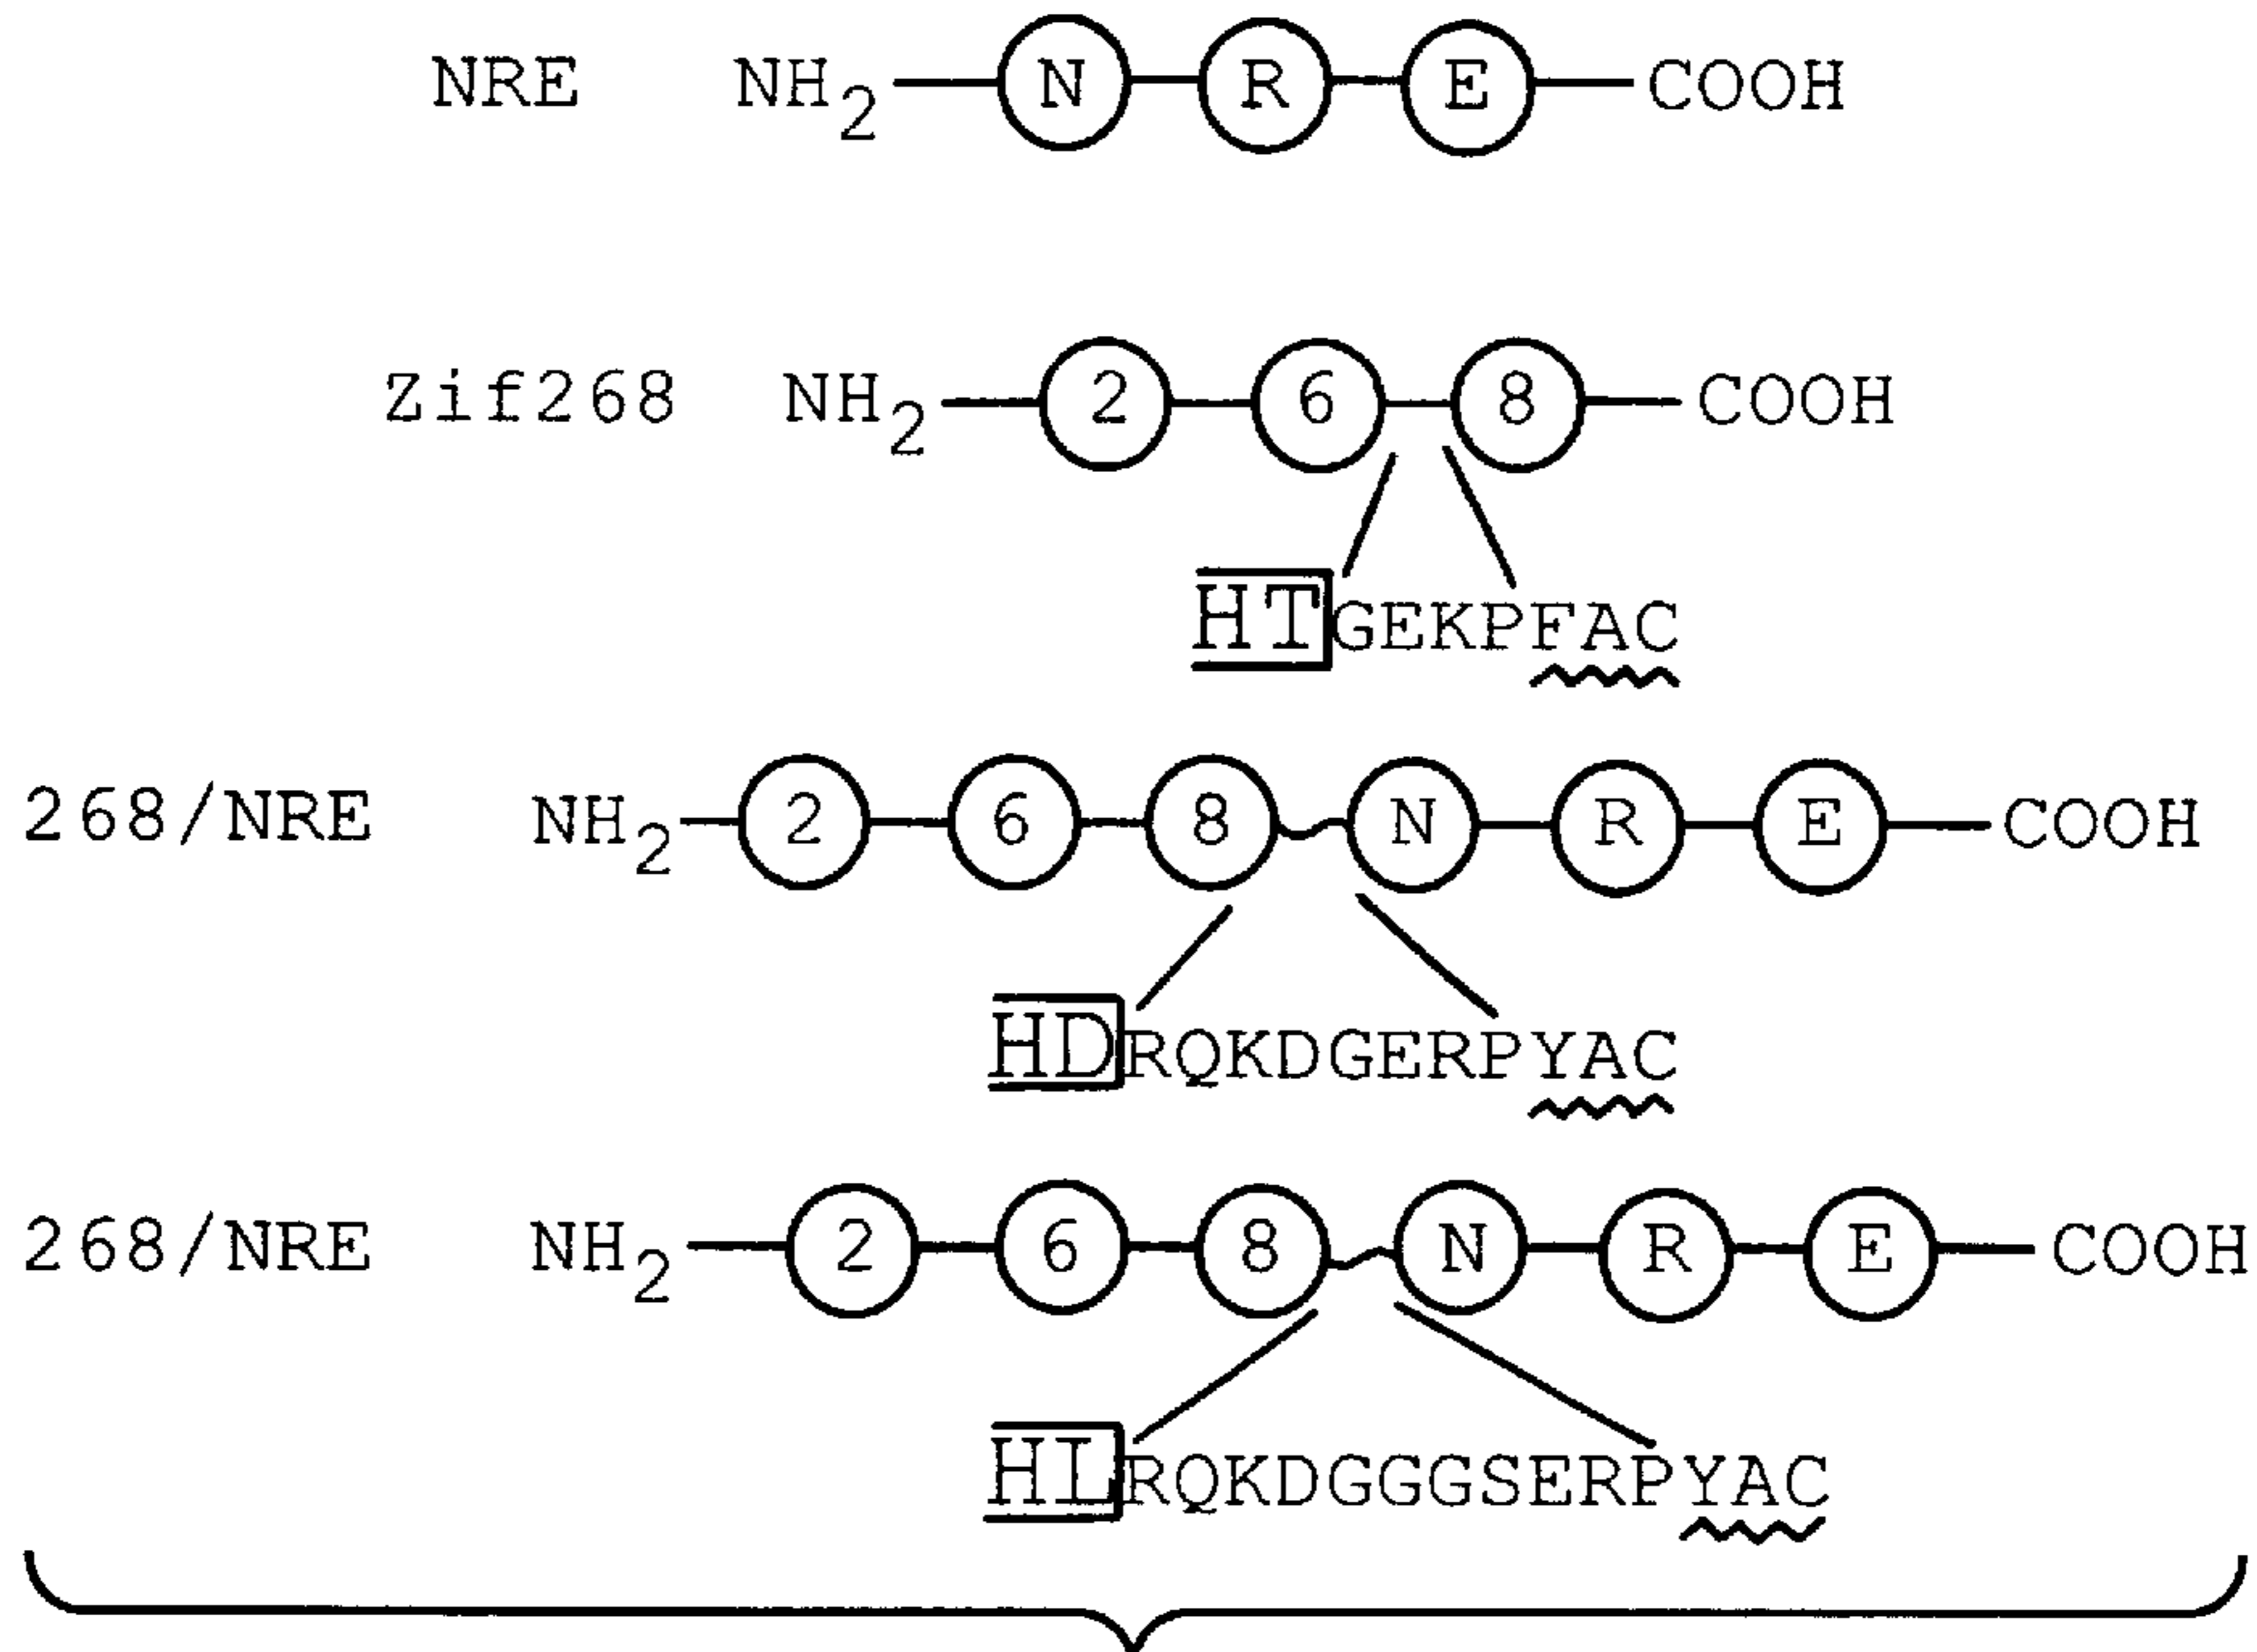 NRE NH2 N R E COOH
Zif268 NH2 2 6 8 COOH
HTGEKPFAC
268/NRE NH2 2 6 8 N R E COOH
HDRQKDGERPYAC
268/NRE NH2 2 6 8 N R E COOH
HLRQKDGGGSERPYAC